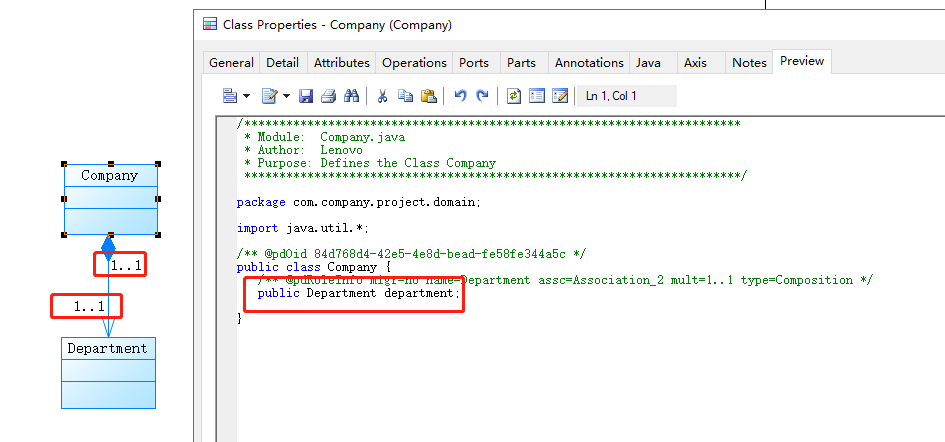 Class Properties - Company (Company)
General Detail Attributes Operations Ports Parts Annotations Java Axis Notes Preview
Ln 1, Col 1
/***********************************************************************
 * Module:  Company.java
 * Author:  Lenovo
 * Purpose: Defines the Class Company
 ***********************************************************************/
package com.company.project.domain;
import java.util.*;
/** @pdOid 84d768d4-42e5-4e8d-bead-fe58fe344a5c */
public class Company {
/** @pdRoleInfo migr=no name=Department assc=Association_2 mult=1..1 type=Composition */
public Department department;
}
Company
1..1
1..1
Department